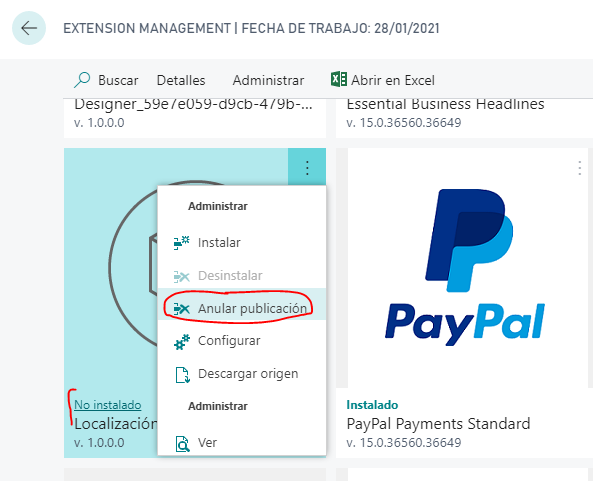 EXTENSION MANAGEMENT | FECHA DE TRABAJO: 28/01/2021
Buscar Detalles Administrar Abrir en Excel
Designer_59e7e059-d9cb-479b-...
v. 1.0.0.0
Essential Business Headlines
v. 15.0.36560.36649
Administrar
Instalar
Desinstalar
Anular publicación
Configurar
Descargar origen
Administrar
Ver
No instalado
Localización
v. 1.0.0.0
PayPal
Instalado
PayPal Payments Standard
v. 15.0.36560.36649